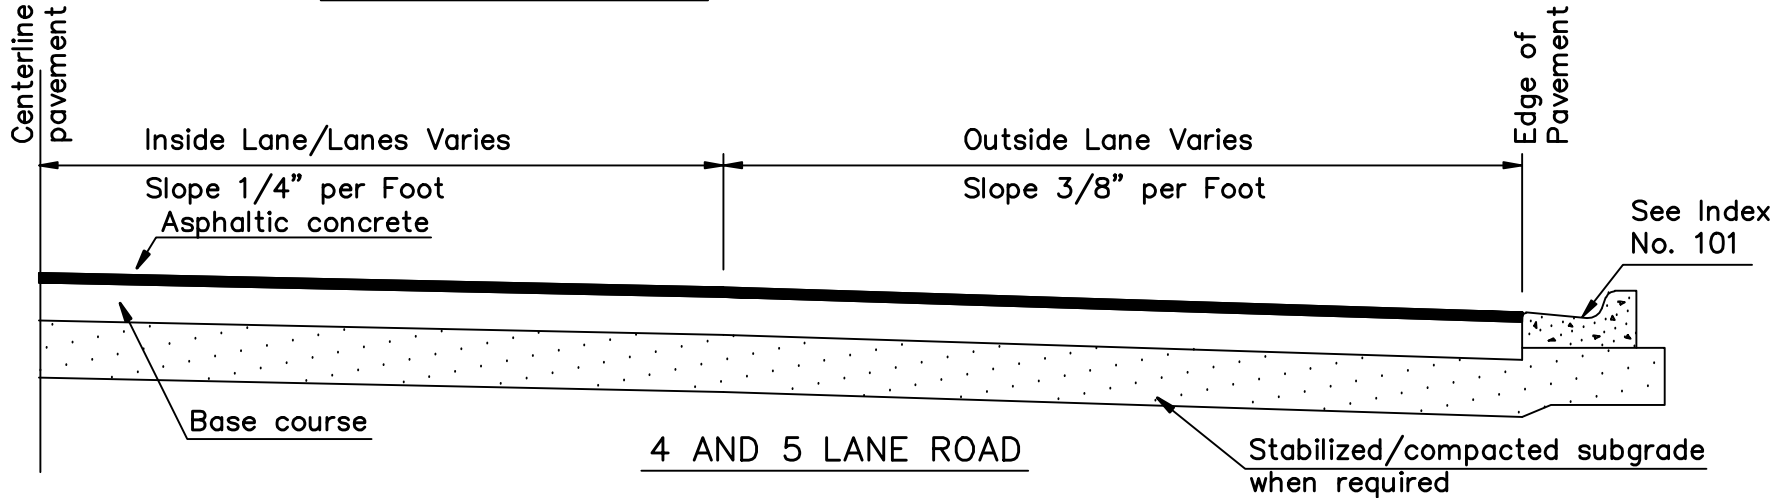 Centerline
pavement
Edge of
Pavement
Inside Lane/Lanes Varies
Outside Lane Varies
Slope 1/4" per Foot
Slope 3/8" per Foot
Asphaltic concrete
See Index
No. 101
Base course
4 AND 5 LANE ROAD
Stabilized/compacted subgrade
when required